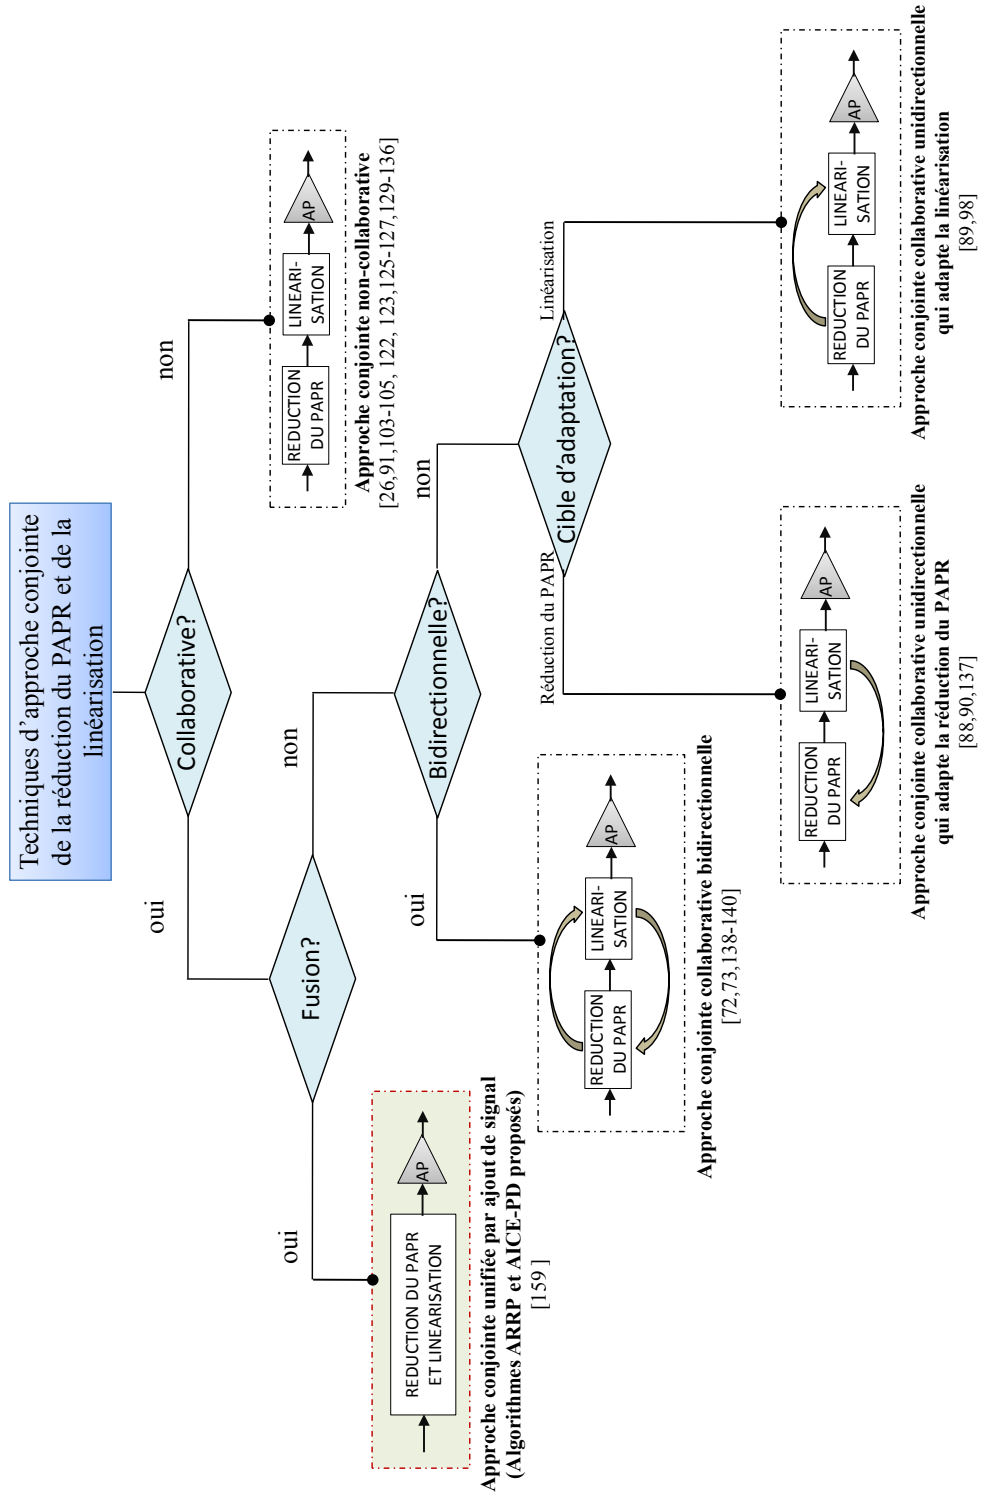 Techniques d’approche conjointe
de la réduction du PAPR et de la
linéarisation
Collaborative?
oui
non
Fusion?
REDUCTION
DU PAPR
LINEARI-
SATION
AP
Approche conjointe non-collaborative
[26,91,103-105, 122, 123,125-127,129-136]
oui
non
REDUCTION DU PAPR
ET LINEARISATION
AP
Approche conjointe unifiée par ajout de signal
(Algorithmes ARRP et AICE-PD proposés)
[159]
Bidirectionnelle?
oui
non
REDUCTION
DU PAPR
LINEARI-
SATION
AP
Approche conjointe collaborative bidirectionnelle
[72,73,138-140]
Cible d’adaptation?
Réduction du PAPR
Linéarisation
REDUCTION
DU PAPR
LINEARI-
SATION
AP
Approche conjointe collaborative unidirectionnelle
qui adapte la réduction du PAPR
[88,90,137]
REDUCTION
DU PAPR
LINEARI-
SATION
AP
Approche conjointe collaborative unidirectionnelle
qui adapte la linéarisation
[89,98]